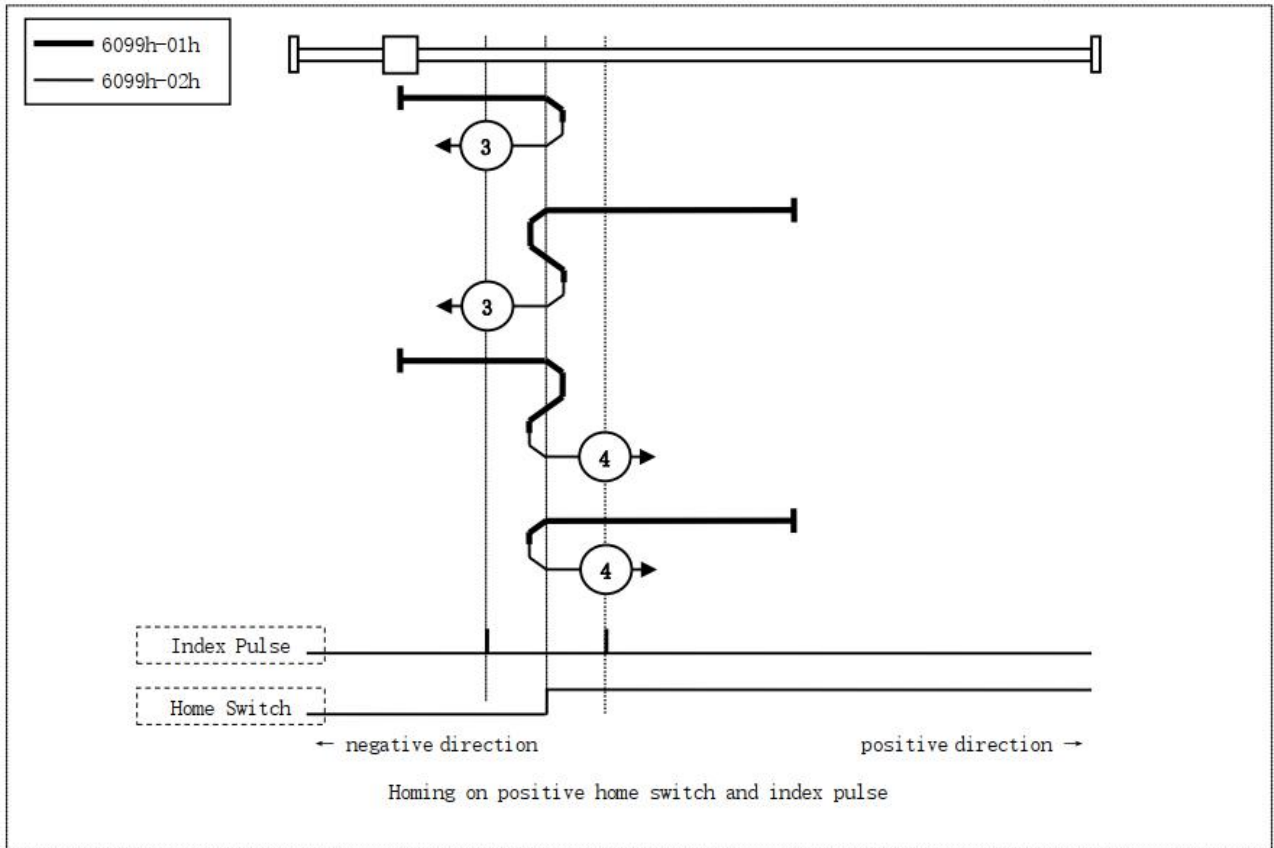 6099h-01h
6099h-02h
3
3
4
4
Index Pulse
Home Switch
← negative direction
positive direction →
Homing on positive home switch and index pulse